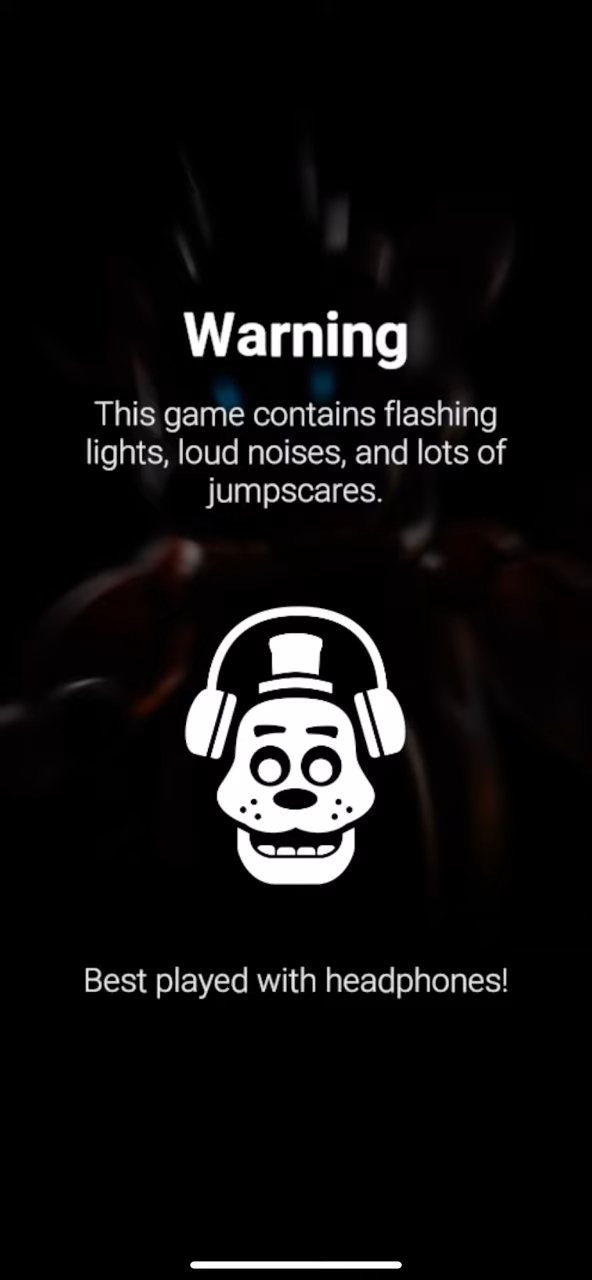 Warning
This game contains flashing
lights, loud noises, and lots of
jumpscares.
Best played with headphones!